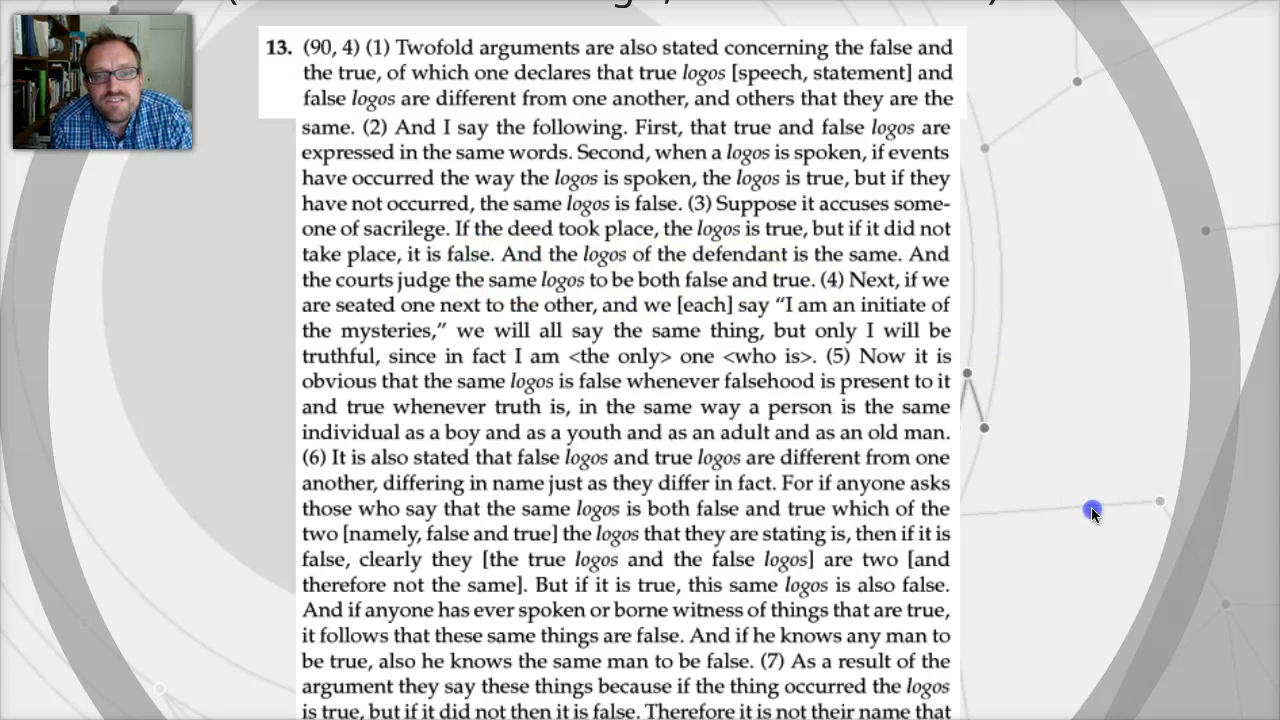 13. (90, 4) (1) Twofold arguments are also stated concerning the false and
the true, of which one declares that true logos [speech, statement] and
false logos are different from one another, and others that they are the
same. (2) And I say the following. First, that true and false logos are
expressed in the same words. Second, when a logos is spoken, if events
have occurred the way the logos is spoken, the logos is true, but if they
have not occurred, the same logos is false. (3) Suppose it accuses some-
one of sacrilege. If the deed took place, the logos is true, but if it did not
take place, it is false. And the logos of the defendant is the same. And
the courts judge the same logos to be both false and true. (4) Next, if we
are seated one next to the other, and we [each] say “I am an initiate of
the mysteries,” we will all say the same thing, but only I will be
truthful, since in fact I am <the only> one <who is>. (5) Now it is
obvious that the same logos is false whenever falsehood is present to it
and true whenever truth is, in the same way a person is the same
individual as a boy and as a youth and as an adult and as an old man.
(6) It is also stated that false logos and true logos are different from one
another, differing in name just as they differ in fact. For if anyone asks
those who say that the same logos is both false and true which of the
two [namely, false and true] the logos that they are stating is, then if it is
false, clearly they [the true logos and the false logos] are two [and
therefore not the same]. But if it is true, this same logos is also false.
And if anyone has ever spoken or borne witness of things that are true,
it follows that these same things are false. And if he knows any man to
be true, also he knows the same man to be false. (7) As a result of the
argument they say these things because if the thing occurred the logos
is true, but if it did not then it is false. Therefore it is not their name that